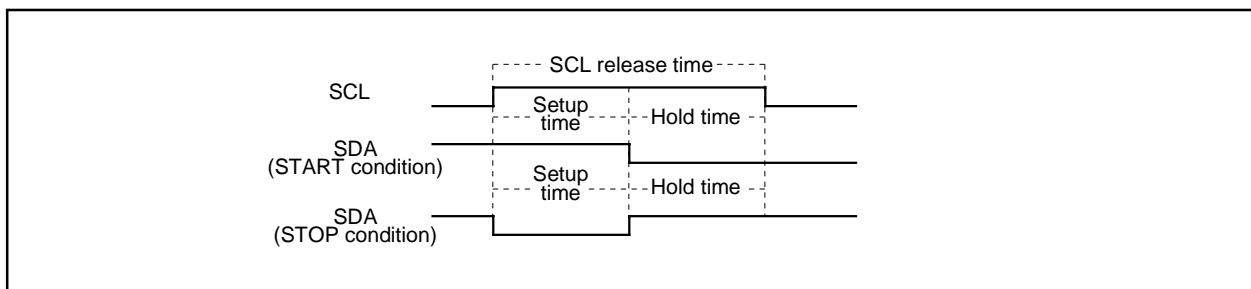 SCL release time
SCL
Setup
time
Hold time
SDA
(START condition)
Setup
time
Hold time
SDA
(STOP condition)